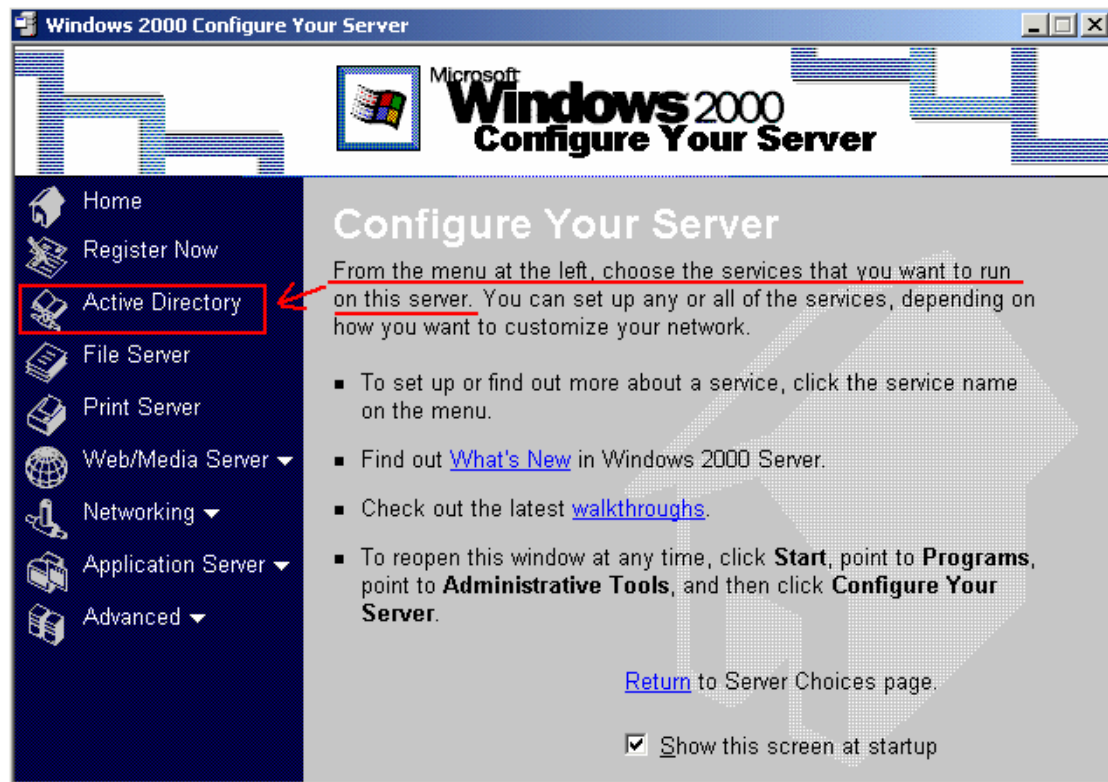 Windows 2000 Configure Your Server
Microsoft
Windows 2000
Configure Your Server
Home
Register Now
Active Directory
File Server
Print Server
Web/Media Server
Networking
Application Server
Advanced
Configure Your Server
From the menu at the left, choose the services that you want to run
on this server. You can set up any or all of the services, depending on
how you want to customize your network.
▪ To set up or find out more about a service, click the service name
on the menu.
▪ Find out What's New in Windows 2000 Server.
▪ Check out the latest walkthroughs.
▪ To reopen this window at any time, click Start, point to Programs,
point to Administrative Tools, and then click Configure Your
Server.
Return to Server Choices page.
Show this screen at startup